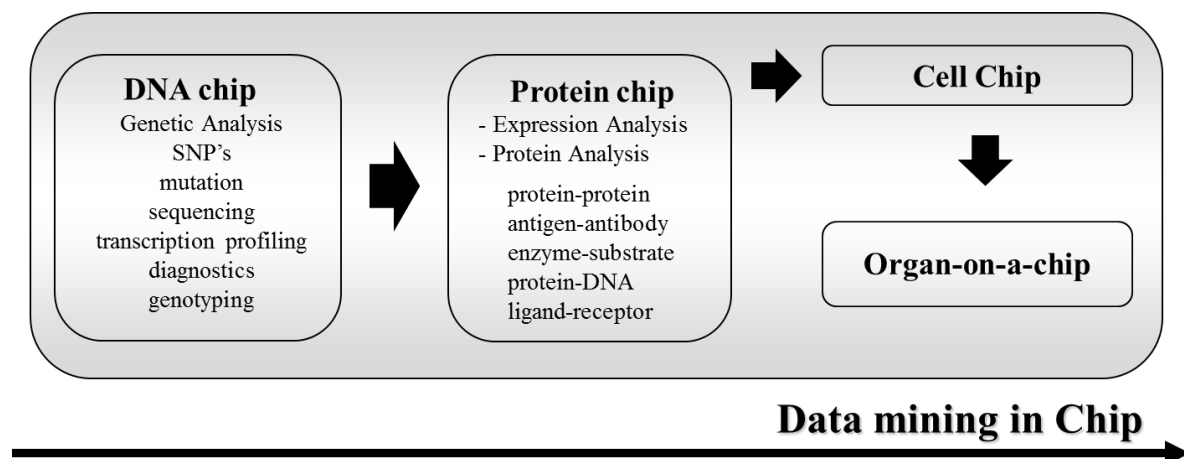 DNA chip
Genetic Analysis
SNP's
mutation
sequencing
transcription profiling
diagnostics
genotyping
Protein chip
- Expression Analysis
- Protein Analysis
protein-protein
antigen-antibody
enzyme-substrate
protein-DNA
ligand-receptor
Cell Chip
Organ-on-a-chip
Data mining in Chip